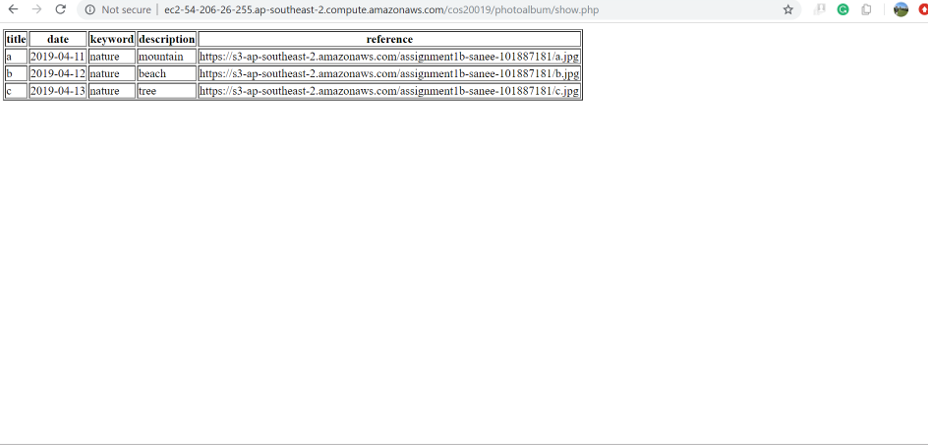 Not secure | ec2-54-206-26-255.ap-southeast-2.compute.amazonaws.com/cos20019/photoalbum/show.php
title date keyword description reference
a 2019-04-11 nature mountain https://s3-ap-southeast-2.amazonaws.com/assignment1b-sanee-101887181/a.jpg
b 2019-04-12 nature beach https://s3-ap-southeast-2.amazonaws.com/assignment1b-sanee-101887181/b.jpg
c 2019-04-13 nature tree https://s3-ap-southeast-2.amazonaws.com/assignment1b-sanee-101887181/c.jpg